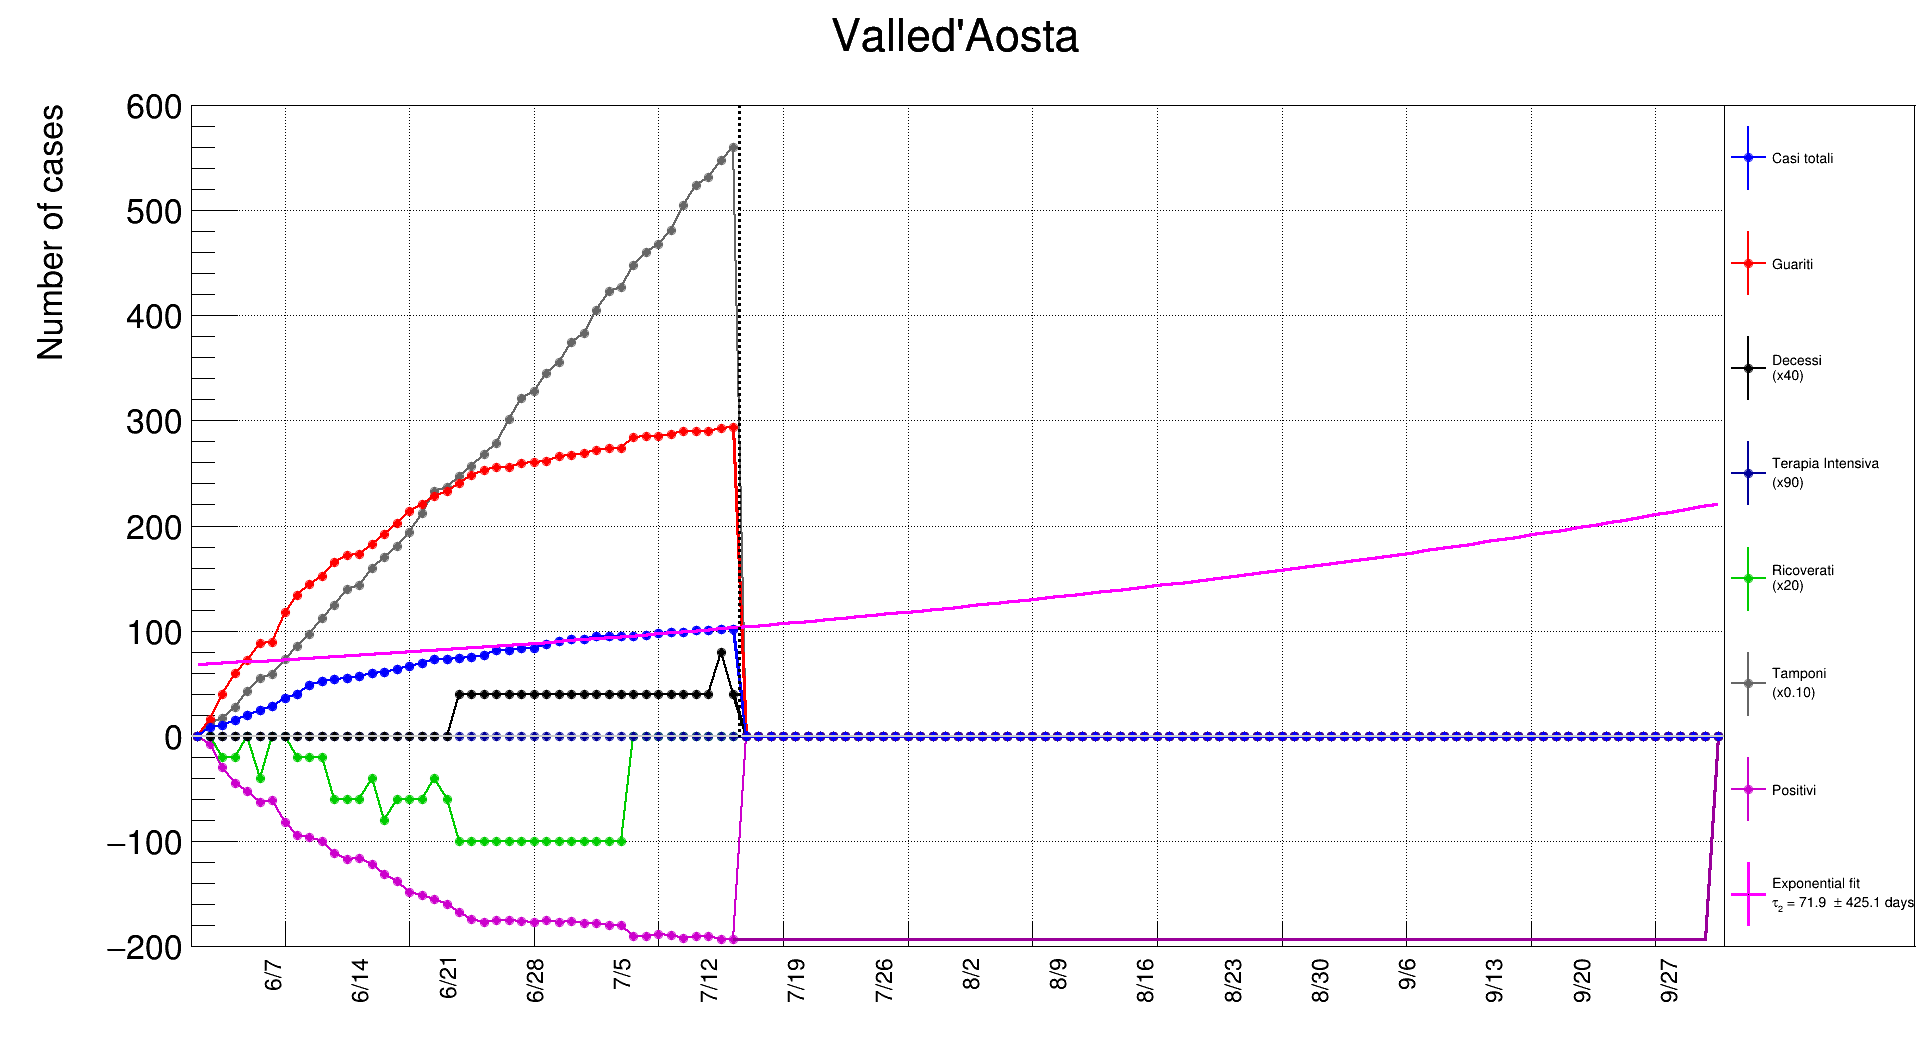 Valled'Aosta
Number of cases
600
500
400
300
200
100
0
−100
−200
6/7
6/14
6/21
6/28
7/5
7/12
7/19
7/26
8/2
8/9
8/16
8/23
8/30
9/6
9/13
9/20
9/27
Casi totali
Guariti
Decessi
(x40)
Terapia Intensiva
(x90)
Ricoverati
(x20)
Tamponi
(x0.10)
Positivi
Exponential fit
τ2 = 71.9 ± 425.1 days